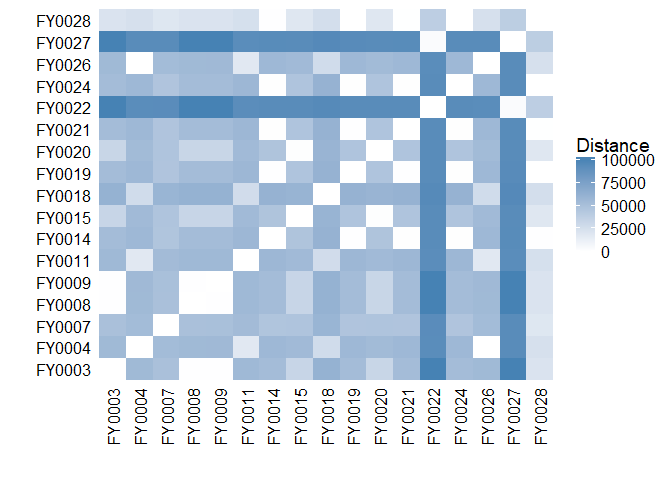 FY0028
FY0027
FY0026
FY0024
FY0022
FY0021
FY0020
FY0019
FY0018
FY0015
FY0014
FY0011
FY0009
FY0008
FY0007
FY0004
FY0003
Distance
100000
75000
50000
25000
0
FY0003
FY0004
FY0007
FY0008
FY0009
FY0011
FY0014
FY0015
FY0018
FY0019
FY0020
FY0021
FY0022
FY0024
FY0026
FY0027
FY0028